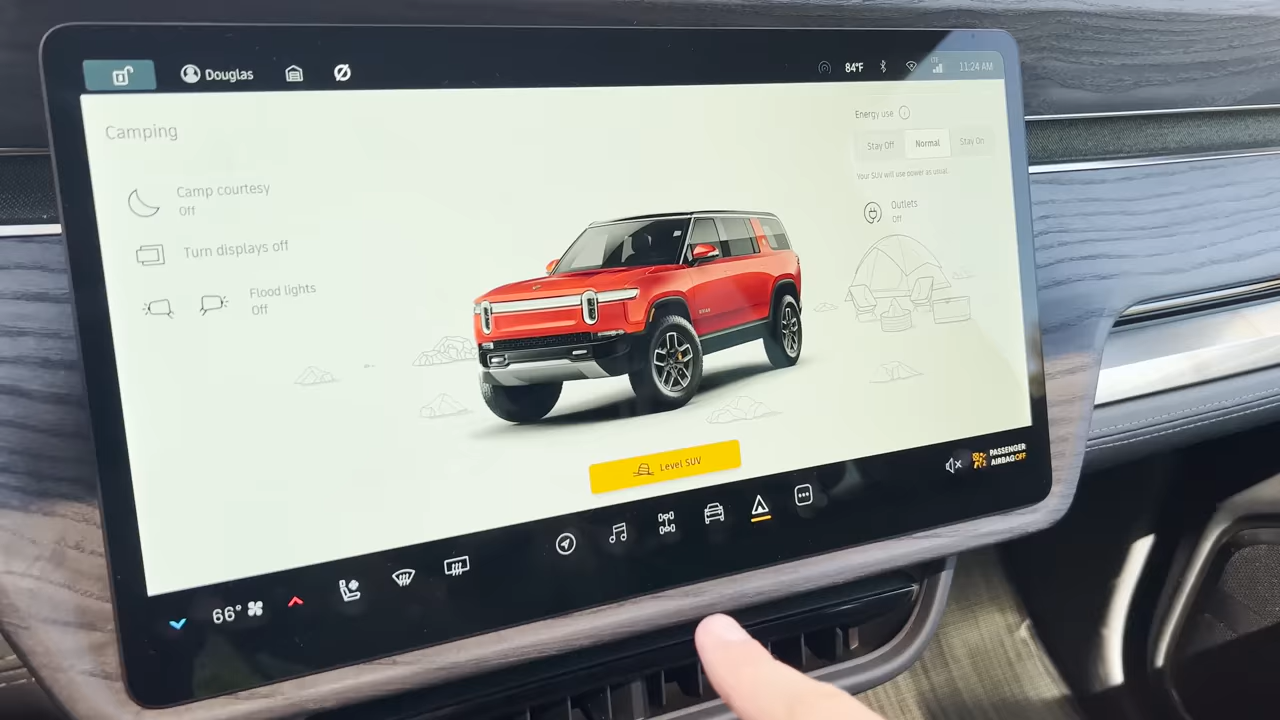 Douglas
84°F
LTE
11:24 AM
Camping
Camp courtesy
Off
Turn displays off
Flood lights
Off
Energy use
Stay Off
Normal
Stay On
Your SUV will use power as usual.
Outlets
Off
Level SUV
PASSENGER
AIRBAG OFF
66°